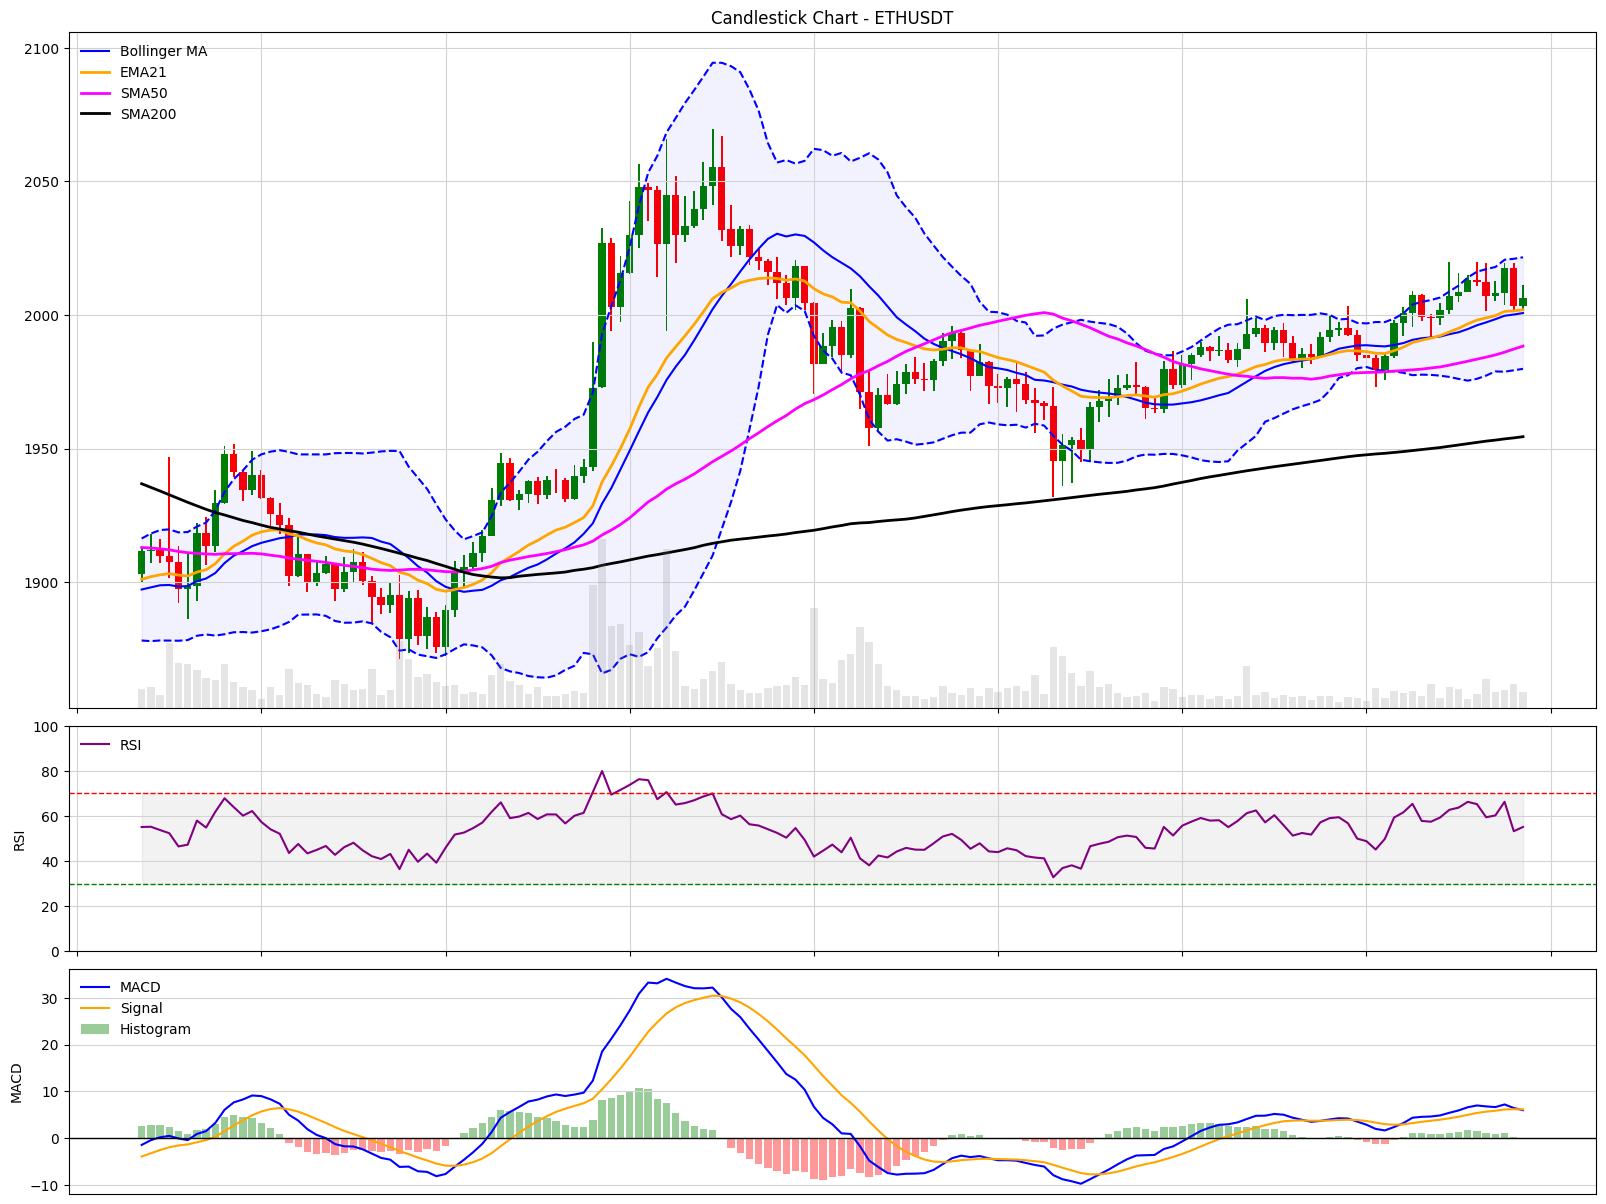 Candlestick Chart - ETHUSDT
Bollinger MA
EMA21
SMA50
SMA200
2100
2050
2000
1950
1900
RSI
RSI
100
80
60
40
20
0
MACD
Signal
Histogram
MACD
30
20
10
0
−10